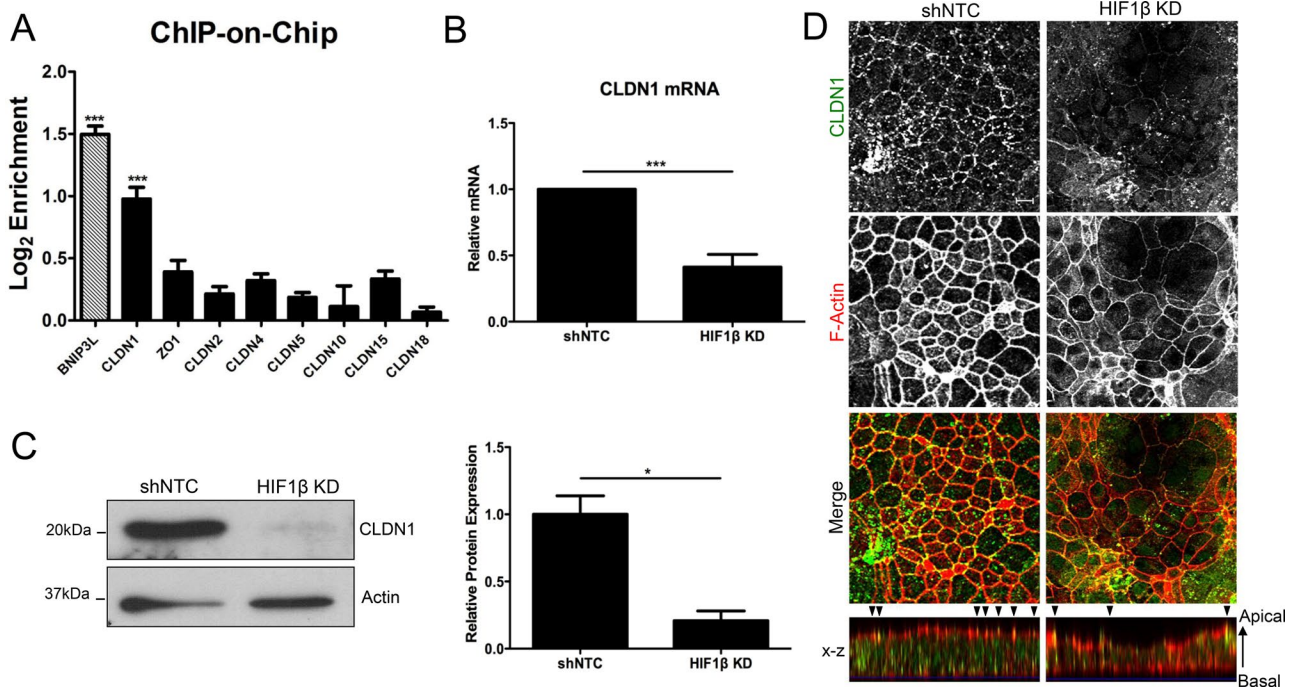 A
ChIP-on-Chip
Log2 Enrichment
2.0
1.5
1.0
0.5
0.0
***
***
BNIP3L
CLDN1
ZO1
CLDN2
CLDN4
CLDN5
CLDN10
CLDN15
CLDN18
B
CLDN1 mRNA
Relative mRNA
1.5
1.0
0.5
0.0
***
shNTC
HIF1β KD
C
shNTC
HIF1β KD
20kDa
CLDN1
37kDa
Actin
Relative Protein Expression
1.5
1.0
0.5
0.0
*
shNTC
HIF1β KD
D
shNTC
HIF1β KD
CLDN1
F-Actin
Merge
x-z
Apical
Basal